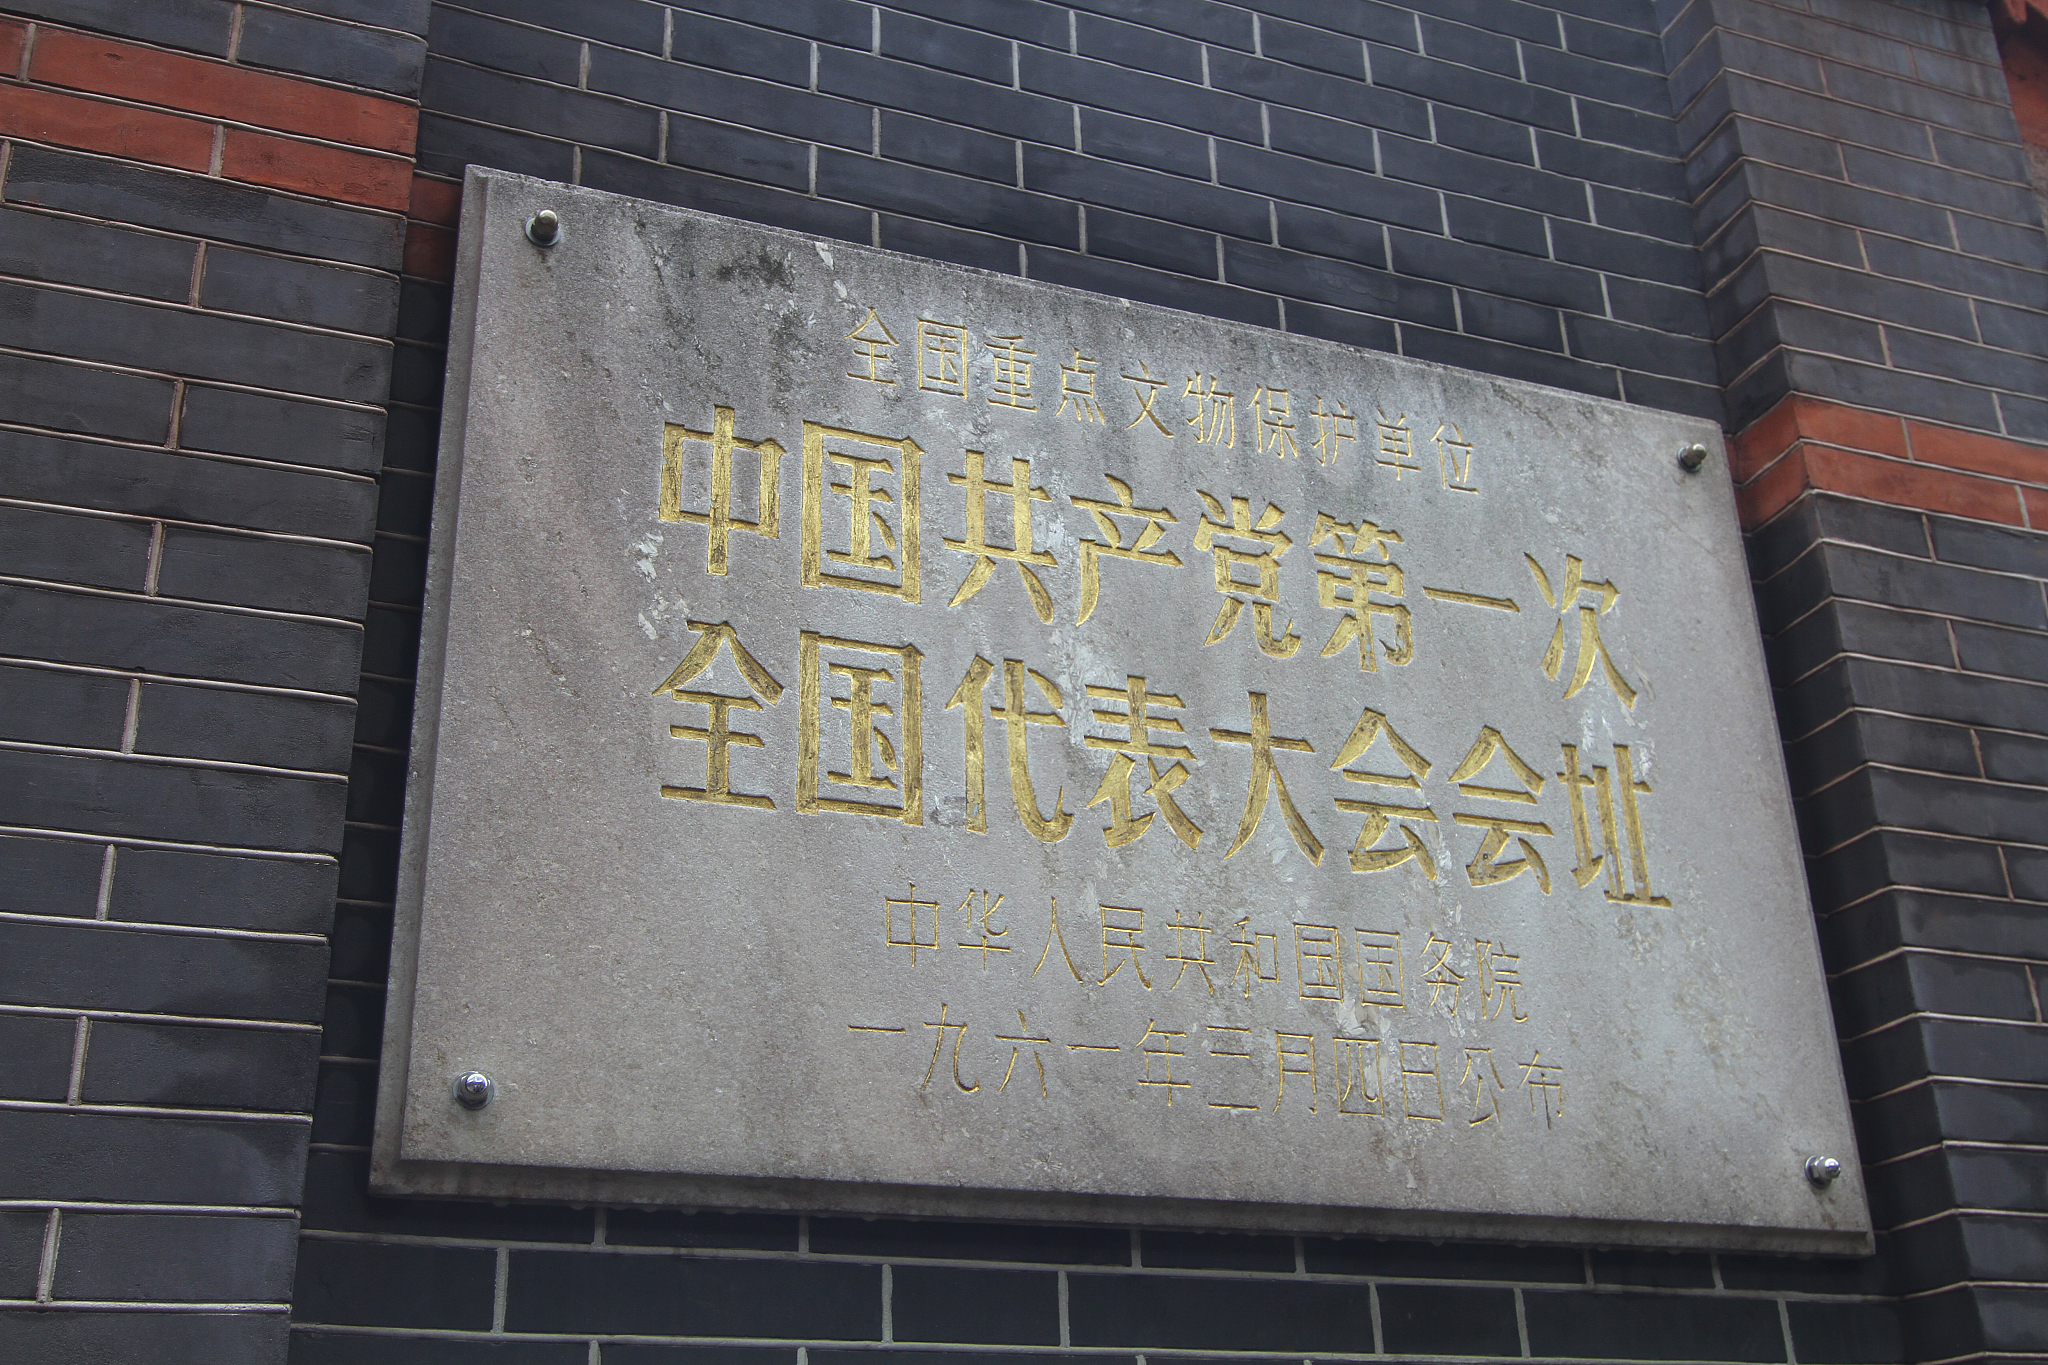 全国重点文物保护单位
中国共产党第一次
全国代表大会会址
中华人民共和国国务院
一九六一年三月四日公布